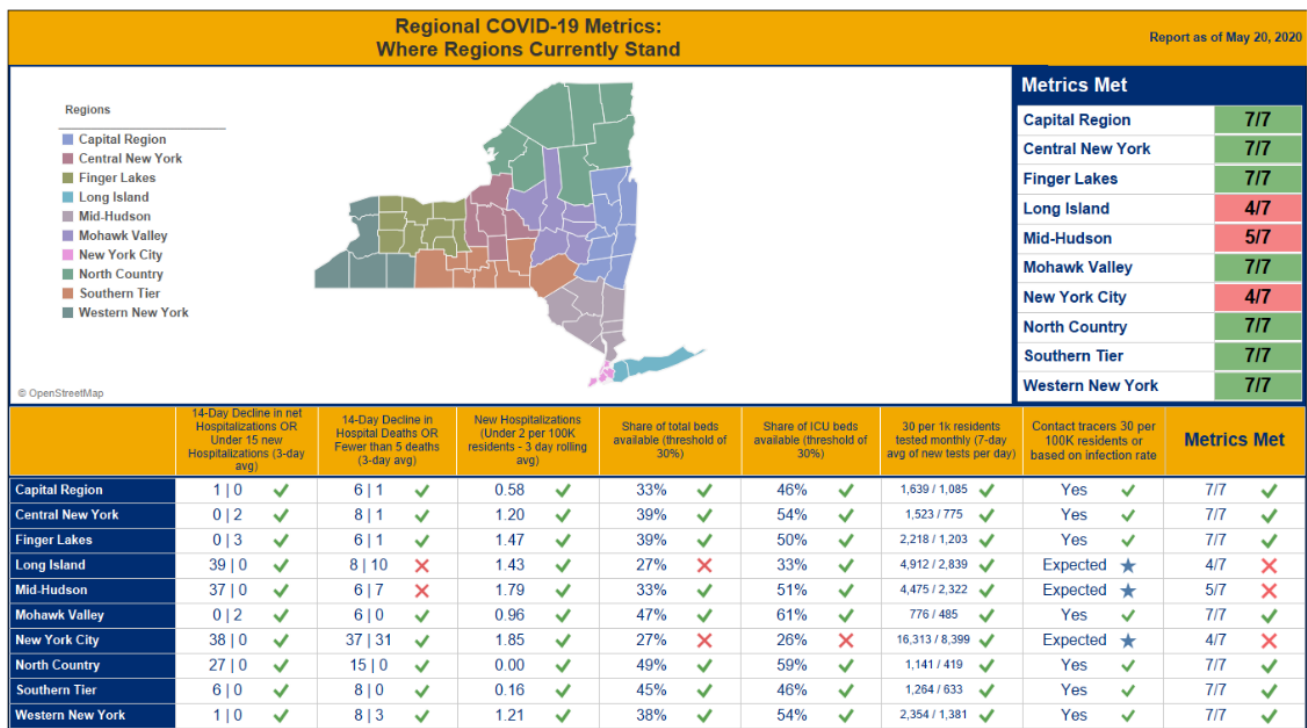 Regional COVID-19 Metrics:
Where Regions Currently Stand
Report as of May 20, 2020
Regions
Capital Region
Central New York
Finger Lakes
Long Island
Mid-Hudson
Mohawk Valley
New York City
North Country
Southern Tier
Western New York
© OpenStreetMap
Metrics Met
Capital Region 7/7
Central New York 7/7
Finger Lakes 7/7
Long Island 4/7
Mid-Hudson 5/7
Mohawk Valley 7/7
New York City 4/7
North Country 7/7
Southern Tier 7/7
Western New York 7/7
14-Day Decline in net
Hospitalizations OR
Under 15 new
Hospitalizations (3-day
avg)
14-Day Decline in
Hospital Deaths OR
Fewer than 5 deaths
(3-day avg)
New Hospitalizations
(Under 2 per 100K
residents - 3 day rolling
avg)
Share of total beds
available (threshold of
30%)
Share of ICU beds
available (threshold of
30%)
30 per 1k residents
tested monthly (7-day
avg of new tests per day)
Contact tracers 30 per
100K residents or
based on infection rate
Metrics Met
Capital Region 1 | 0 ✓ 6 | 1 ✓ 0.58 ✓ 33% ✓ 46% ✓ 1,639 / 1,085 ✓ Yes ✓ 7/7 ✓
Central New York 0 | 2 ✓ 8 | 1 ✓ 1.20 ✓ 39% ✓ 54% ✓ 1,523 / 775 ✓ Yes ✓ 7/7 ✓
Finger Lakes 0 | 3 ✓ 6 | 1 ✓ 1.47 ✓ 39% ✓ 50% ✓ 2,218 / 1,203 ✓ Yes ✓ 7/7 ✓
Long Island 39 | 0 ✓ 8 | 10 ✗ 1.43 ✓ 27% ✗ 33% ✓ 4,912 / 2,839 ✓ Expected ★ 4/7 ✗
Mid-Hudson 37 | 0 ✓ 6 | 7 ✗ 1.79 ✓ 33% ✓ 51% ✓ 4,475 / 2,322 ✓ Expected ★ 5/7 ✗
Mohawk Valley 0 | 2 ✓ 6 | 0 ✓ 0.96 ✓ 47% ✓ 61% ✓ 776 / 485 ✓ Yes ✓ 7/7 ✓
New York City 38 | 0 ✓ 37 | 31 ✓ 1.85 ✓ 27% ✗ 26% ✗ 16,313 / 8,399 ✓ Expected ★ 4/7 ✗
North Country 27 | 0 ✓ 15 | 0 ✓ 0.00 ✓ 49% ✓ 59% ✓ 1,141 / 419 ✓ Yes ✓ 7/7 ✓
Southern Tier 6 | 0 ✓ 8 | 0 ✓ 0.16 ✓ 45% ✓ 46% ✓ 1,264 / 633 ✓ Yes ✓ 7/7 ✓
Western New York 1 | 0 ✓ 8 | 3 ✓ 1.21 ✓ 38% ✓ 54% ✓ 2,354 / 1,381 ✓ Yes ✓ 7/7 ✓